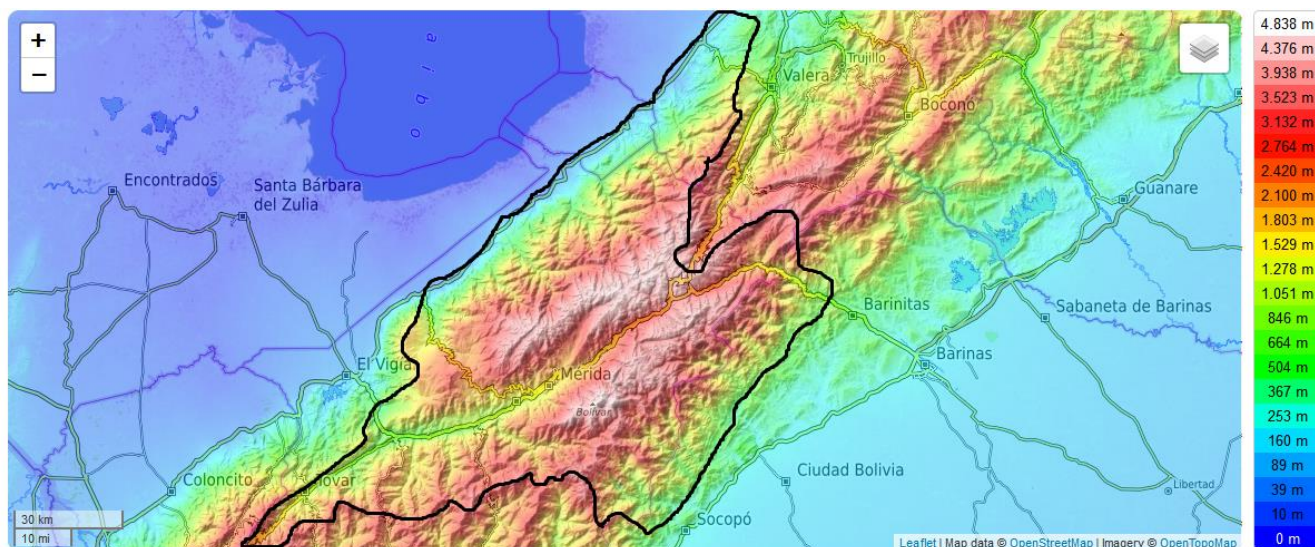 +
−
a i b o
Valera
Trujillo
Boconó
Encontrados
Santa Bárbara
del Zulia
Guanare
Barinitas
Sabaneta de Barinas
El Vigía
Barinas
Mérida
Bolívar
Coloncito
Tovar
Ciudad Bolivia
Libertad
Socopó
30 km
10 mi
Leaflet | Map data © OpenStreetMap | Imagery © OpenTopoMap
4.838 m
4.376 m
3.938 m
3.523 m
3.132 m
2.764 m
2.420 m
2.100 m
1.803 m
1.529 m
1.278 m
1.051 m
846 m
664 m
504 m
367 m
253 m
160 m
89 m
39 m
10 m
0 m